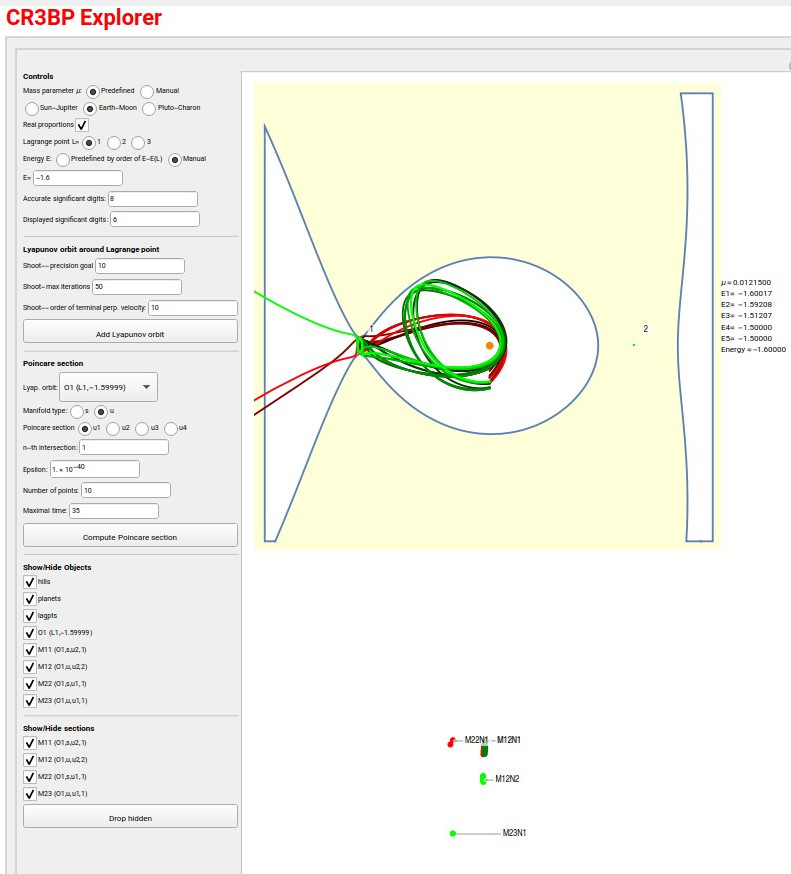 CR3BP Explorer
Controls
Mass parameter μ: Predefined Manual
Sun-Jupiter Earth-Moon Pluto-Charon
Real proportions
Lagrange point L= 1 2 3
Energy E: Predefined by order of E-E(L) Manual
E= -1.6
Accurate significant digits: 8
Displayed significant digits: 6
Lyapunov orbit around Lagrange point
Shoot--precision goal 10
Shoot--max iterations 50
Shoot--order of terminal perp. velocity: 10
Add Lyapunov orbit
Poincare section
Lyap. orbit: O1 (L1,-1.59999)
Manifold type: s u
Poincare section u1 u2 u3 u4
n-th intersection: 1
Epsilon: 1. × 10^-40
Number of points: 10
Maximal time: 35
Compute Poincare section
Show/Hide Objects
hills
planets
lagpts
O1 (L1,-1.59999)
M11 (O1,s,u2,1)
M12 (O1,u,u2,2)
M22 (O1,s,u1,1)
M23 (O1,u,u1,1)
Show/Hide sections
M11 (O1,s,u2,1)
M12 (O1,u,u2,2)
M22 (O1,s,u1,1)
M23 (O1,u,u1,1)
Drop hidden
1
2
μ=0.0121500
E1= -1.60017
E2= -1.59208
E3= -1.51207
E4= -1.50000
E5= -1.50000
Energy = -1.60000
M22N1 M12N1
M12N2
M23N1